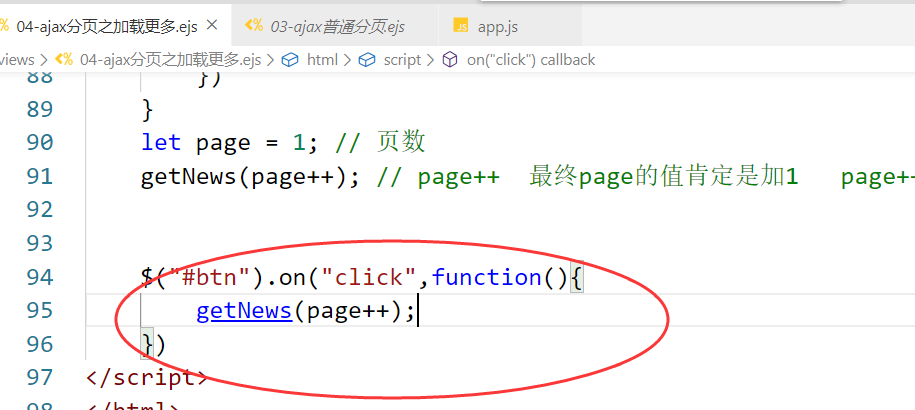 04-ajax分页之加载更多.ejs
03-ajax普通分页.ejs
JS app.js
views > 04-ajax分页之加载更多.ejs > html > script > on("click") callback
88 })
89 }
90 let page = 1; // 页数
91 getNews(page++); // page++ 最终page的值肯定是加1 page++
92
93
94 $("#btn").on("click",function(){
95 getNews(page++);
96 })
97 </script>
98 </html>